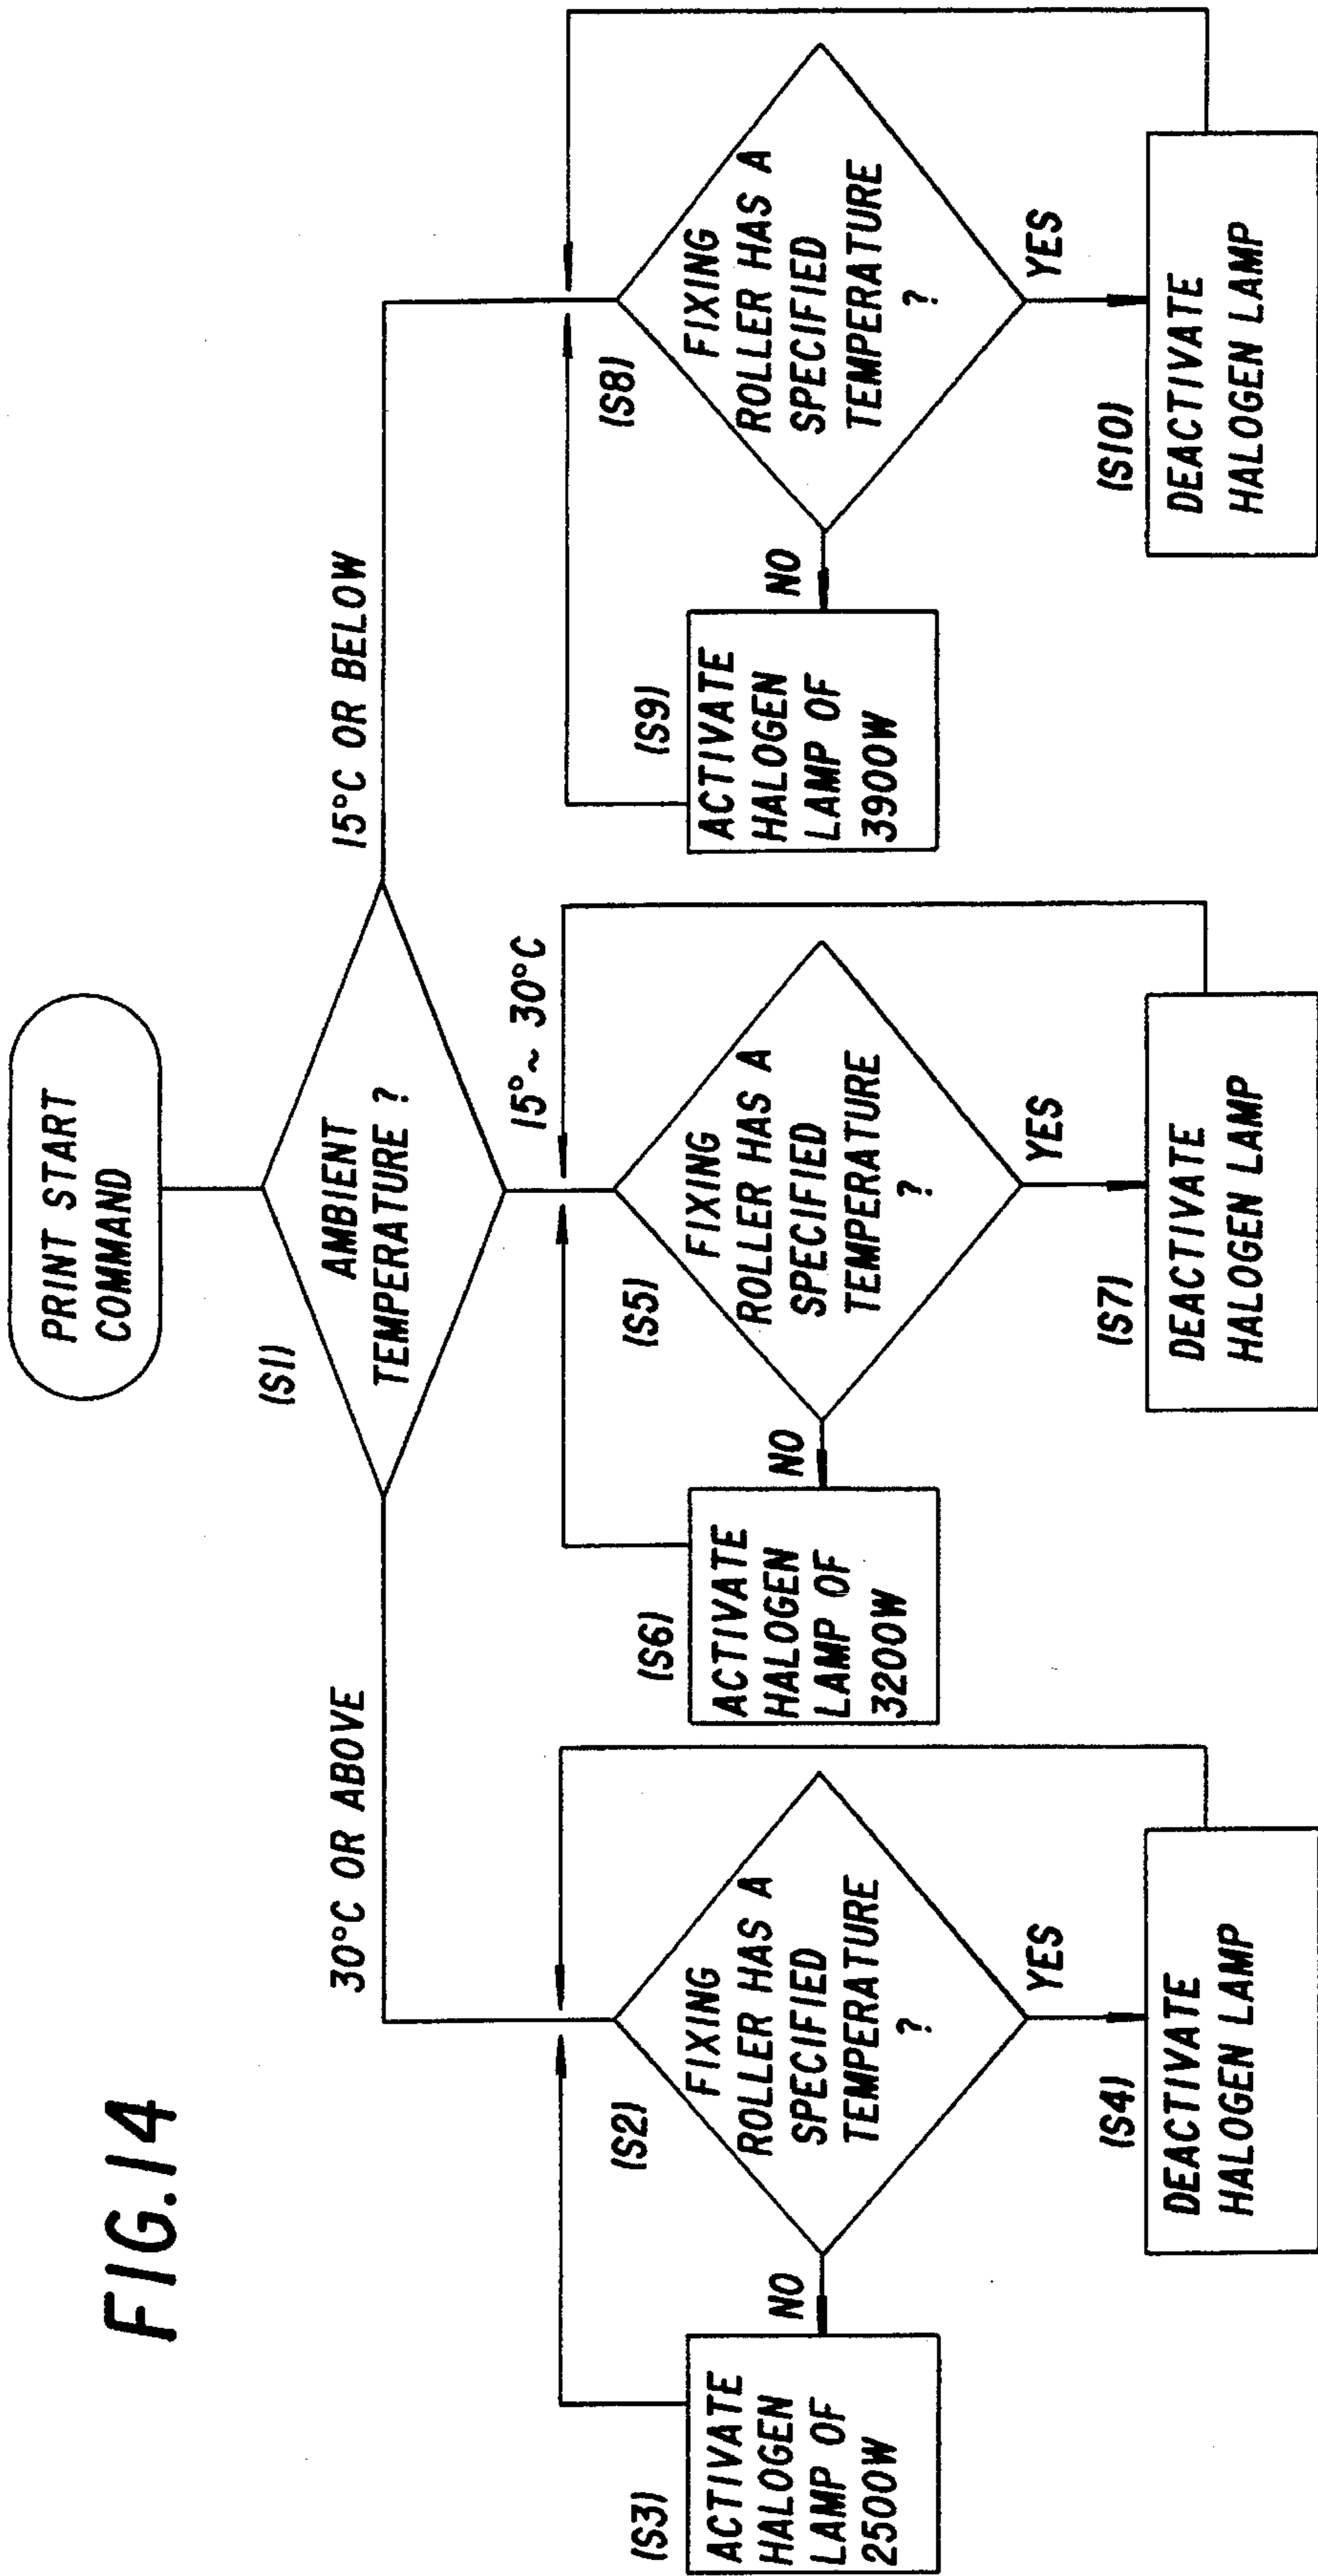 FIG.14
PRINT START
COMMAND
(S1)
AMBIENT
TEMPERATURE ?
30°C OR ABOVE
15°~ 30°C
15°C OR BELOW
(S2)
FIXING
ROLLER HAS A
SPECIFIED
TEMPERATURE
?
NO
YES
(S3)
ACTIVATE
HALOGEN
LAMP OF
2500W
(S4)
DEACTIVATE
HALOGEN LAMP
(S5)
FIXING
ROLLER HAS A
SPECIFIED
TEMPERATURE
?
NO
YES
(S6)
ACTIVATE
HALOGEN
LAMP OF
3200W
(S7)
DEACTIVATE
HALOGEN LAMP
(S8)
FIXING
ROLLER HAS A
SPECIFIED
TEMPERATURE
?
NO
YES
(S9)
ACTIVATE
HALOGEN
LAMP OF
3900W
(S10)
DEACTIVATE
HALOGEN LAMP